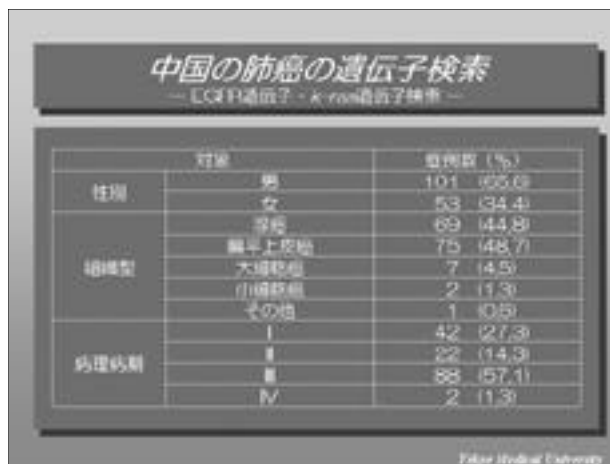 中国の肺癌の遺伝子検索
― EGFR遺伝子・K-ras遺伝子検索 ―
対象 症例数 (%)
性別 男 101 (65.6)
女 53 (34.4)
腺癌 69 (44.8)
扁平上皮癌 75 (48.7)
組織型 大細胞癌 7 (4.5)
小細胞癌 2 (1.3)
その他 1 (0.6)
I 42 (27.3)
病理病期 II 22 (14.3)
III 88 (57.1)
IV 2 (1.3)
Tokyo Medical University